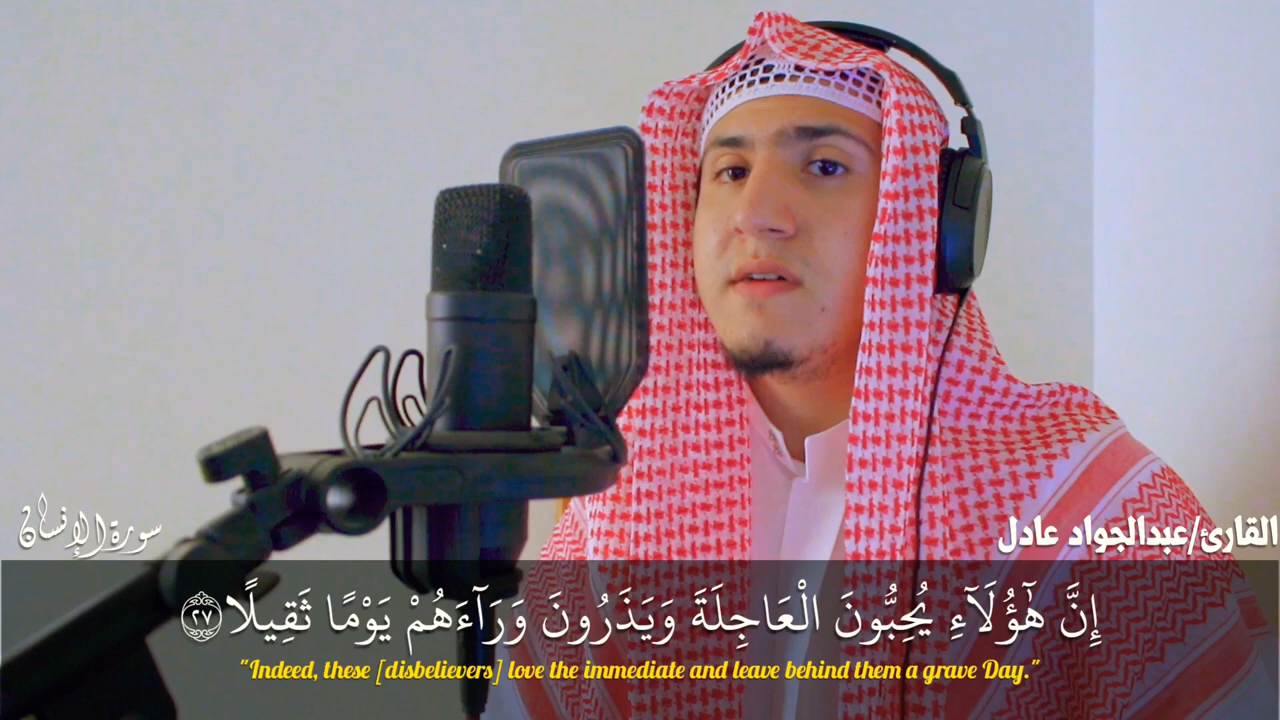 سورة الإنسان
القارئ/عبدالجواد عادل
إِنَّ هَٰٓؤُلَآءِ يُحِبُّونَ الْعَاجِلَةَ وَيَذَرُونَ وَرَآءَهُمْ يَوْمًا ثَقِيلًا ٢٧
"Indeed, these [disbelievers] love the immediate and leave behind them a grave Day."